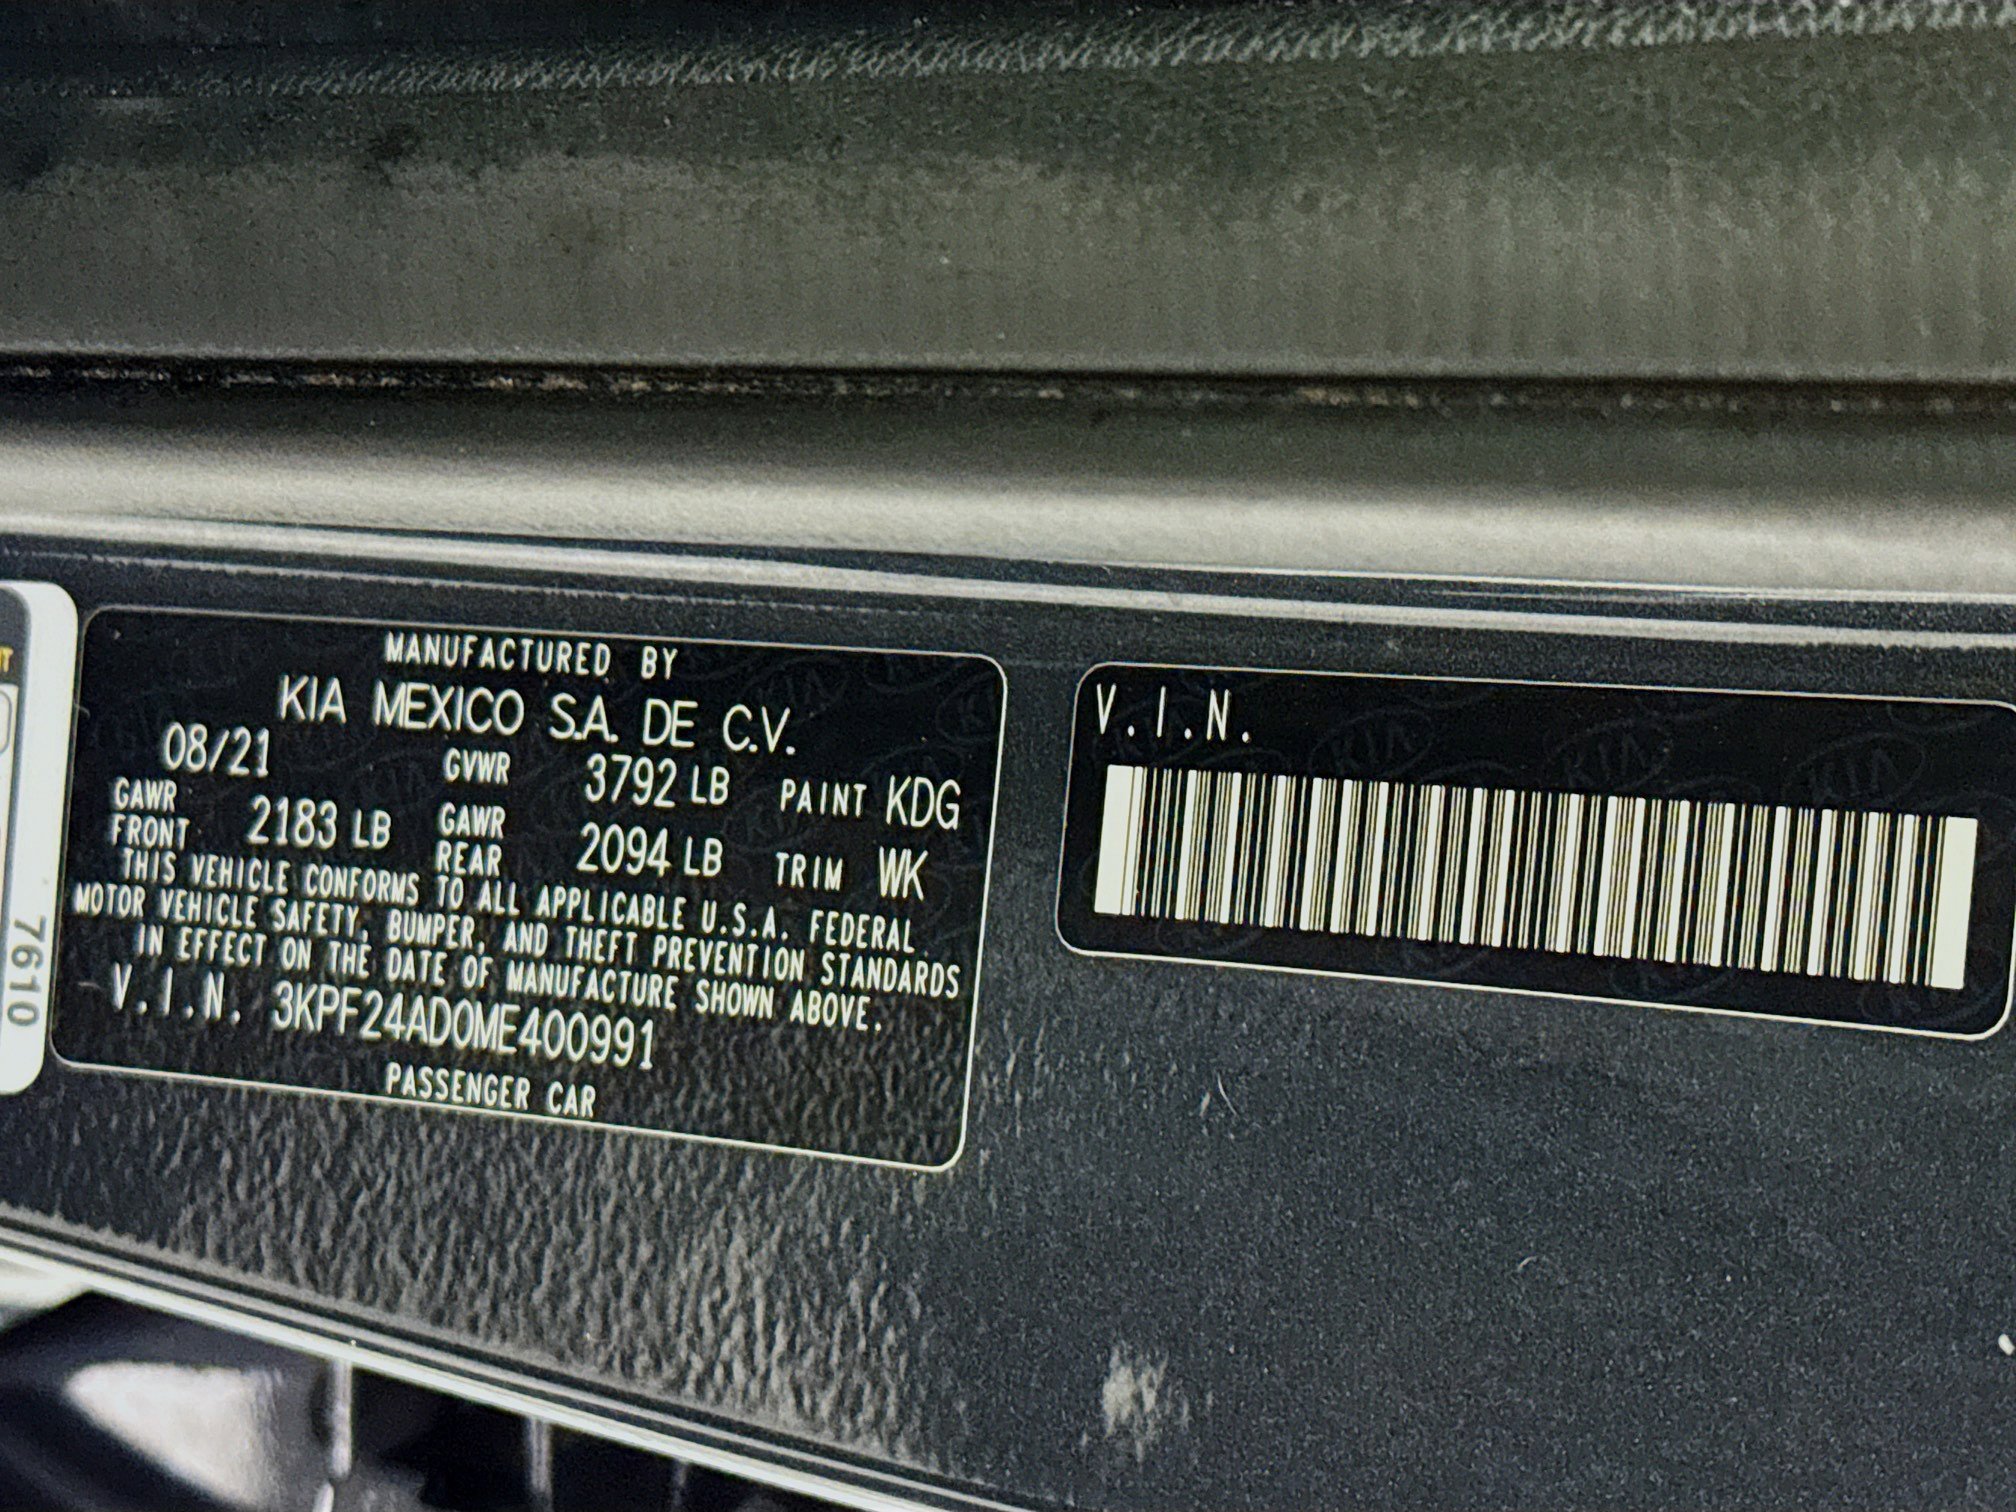 MANUFACTURED BY
KIA MEXICO S.A. DE C.V.
08/21 GVWR 3792 LB PAINT KDG
GAWR FRONT 2183 LB GAWR REAR 2094 LB TRIM WK
THIS VEHICLE CONFORMS TO ALL APPLICABLE U.S.A. FEDERAL
MOTOR VEHICLE SAFETY, BUMPER, AND THEFT PREVENTION STANDARDS
IN EFFECT ON THE DATE OF MANUFACTURE SHOWN ABOVE.
V.I.N. 3KPF24AD0ME400991
PASSENGER CAR
V.I.N.
7610